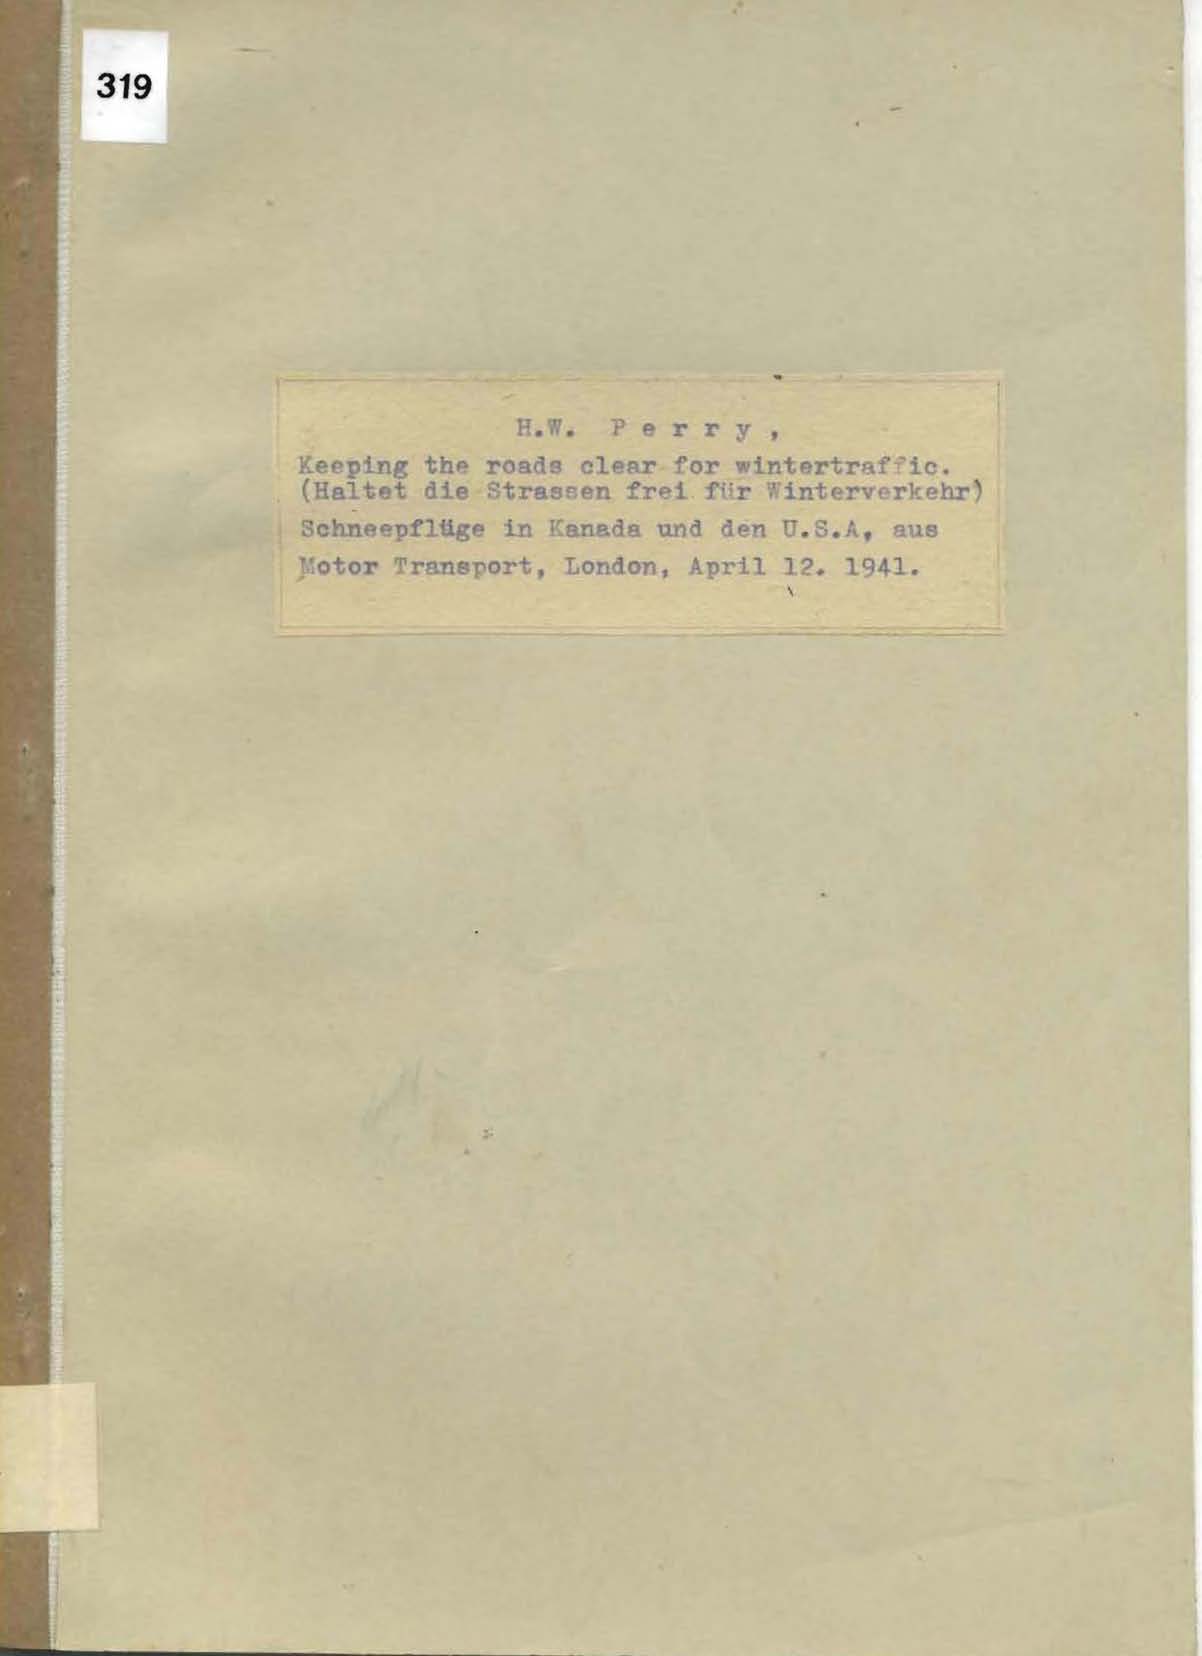 319
H.W. Perry,
Keeping the roads clear for wintertraffic.
(Haltet die Strassen frei für Winterverkehr)
Schneepflüge in Kanada und den U.S.A, aus
Motor Transport, London, April 12. 1941.